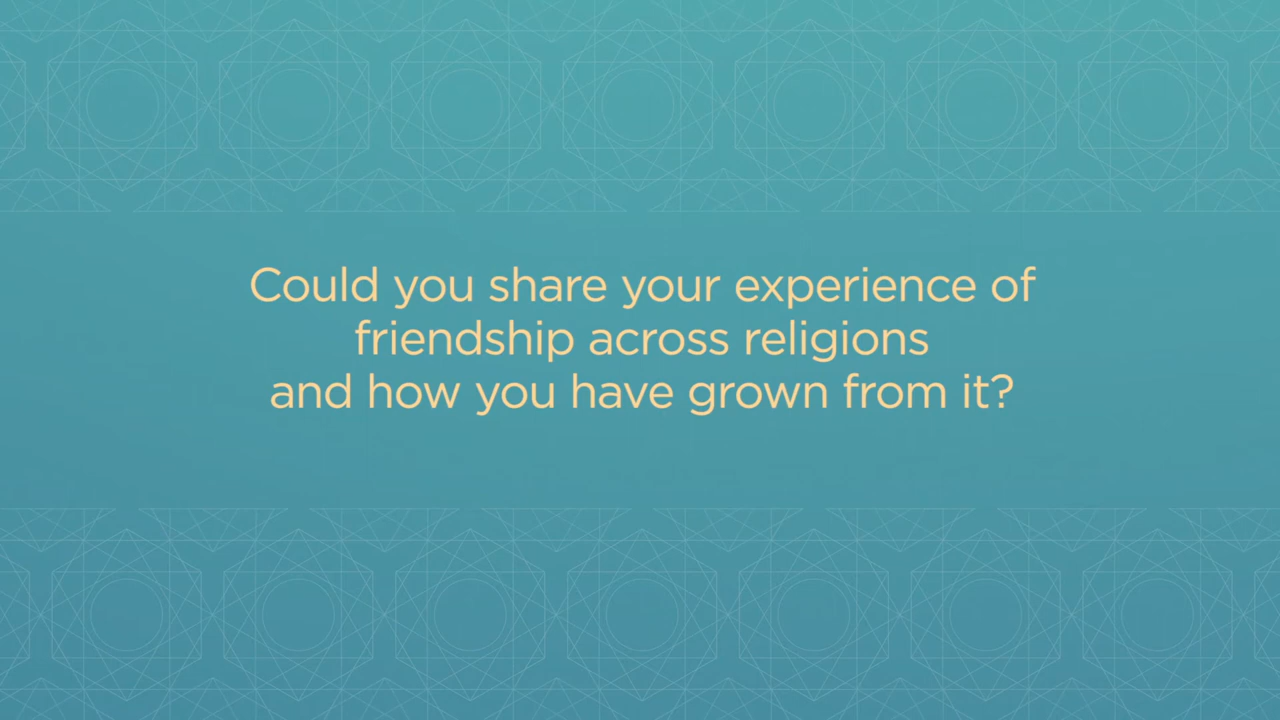 Could you share your experience of
friendship across religions
and how you have grown from it?